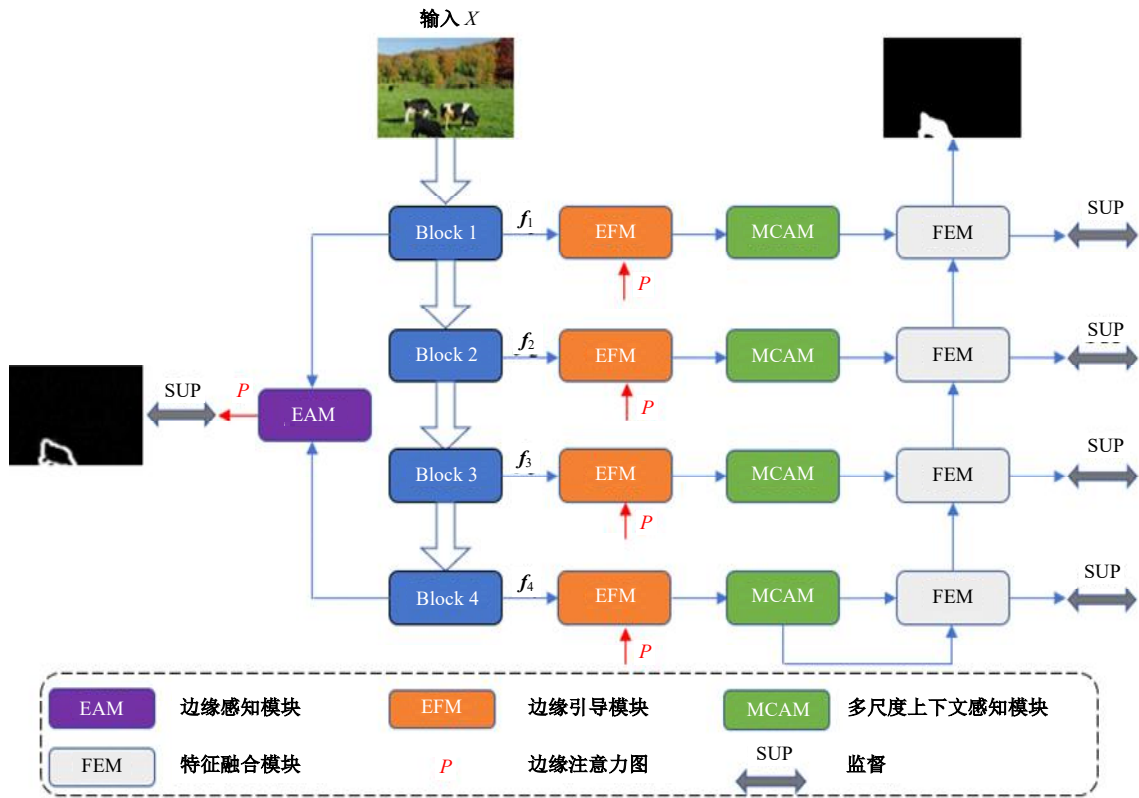 输入 X
Block 1 f1 EFM MCAM FEM SUP
P
Block 2 f2 EFM MCAM FEM SUP
P
SUP P EAM
Block 3 f3 EFM MCAM FEM SUP
P
Block 4 f4 EFM MCAM FEM SUP
P
EAM 边缘感知模块 EFM 边缘引导模块 MCAM 多尺度上下文感知模块
FEM 特征融合模块 P 边缘注意力图 SUP 监督